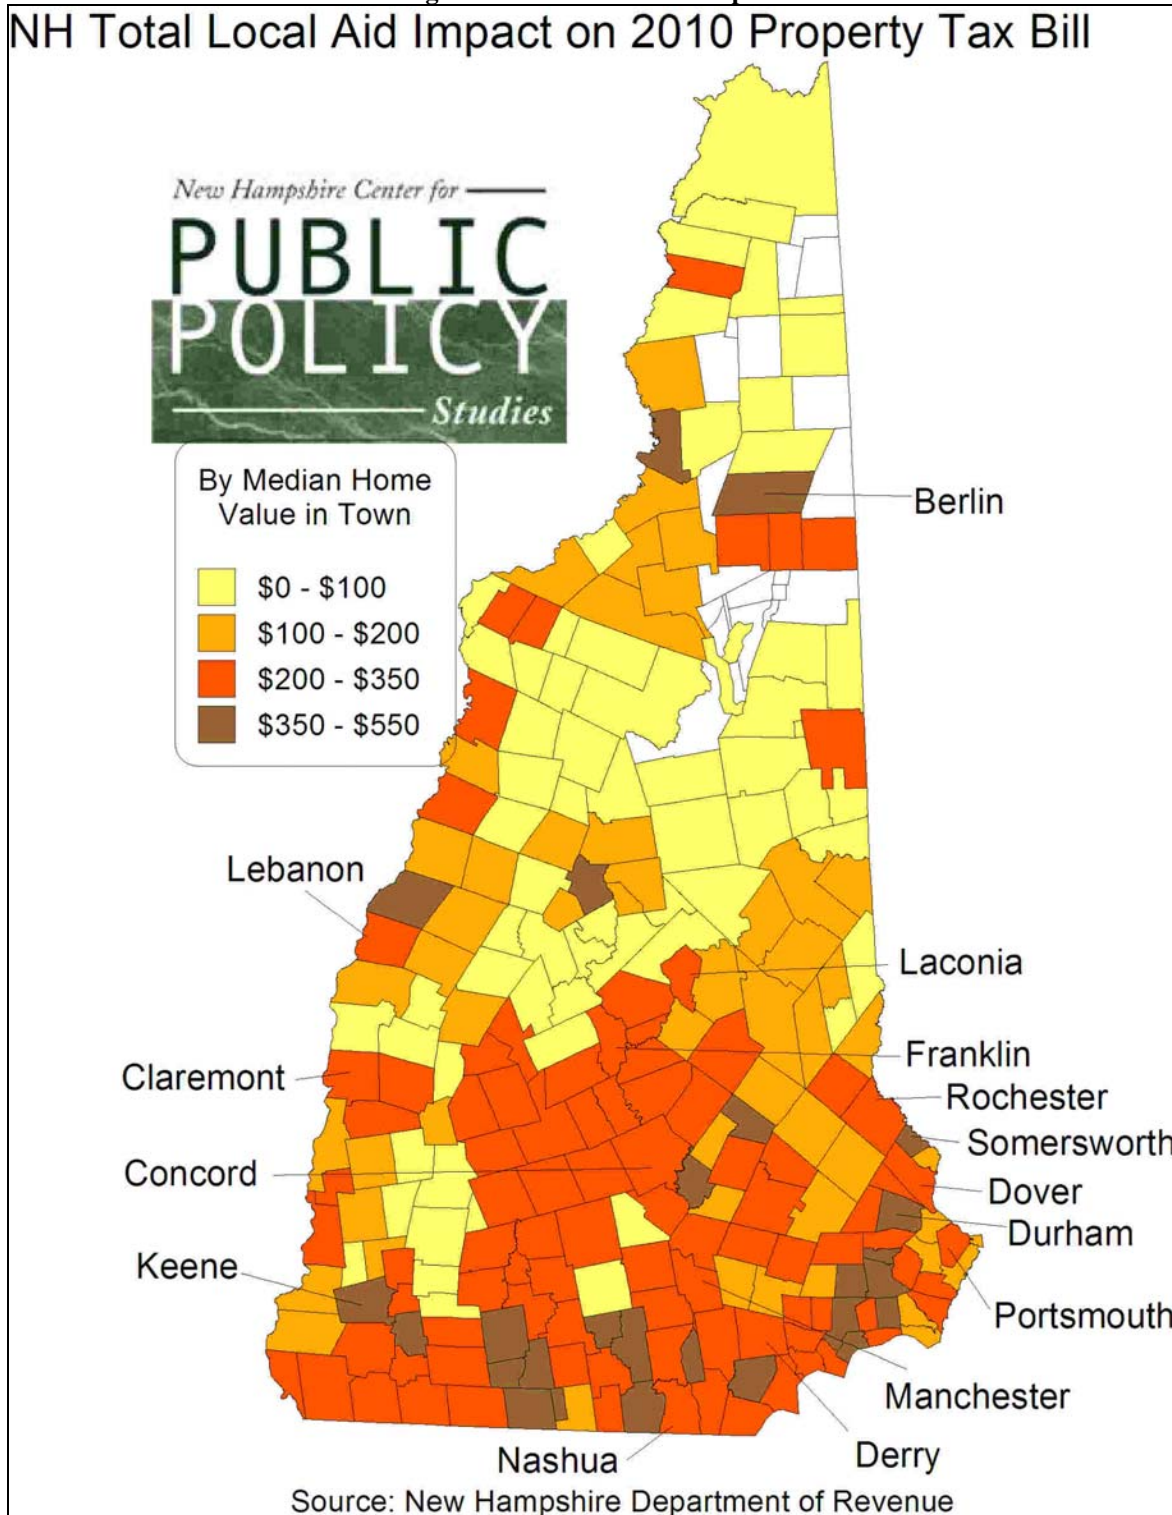 NH Total Local Aid Impact on 2010 Property Tax Bill
New Hampshire Center for
PUBLIC
POLICY
Studies
By Median Home
Value in Town
$0 - $100
$100 - $200
$200 - $350
$350 - $550
Berlin
Lebanon
Laconia
Franklin
Claremont
Rochester
Somersworth
Concord
Dover
Durham
Keene
Portsmouth
Manchester
Derry
Nashua
Source: New Hampshire Department of Revenue